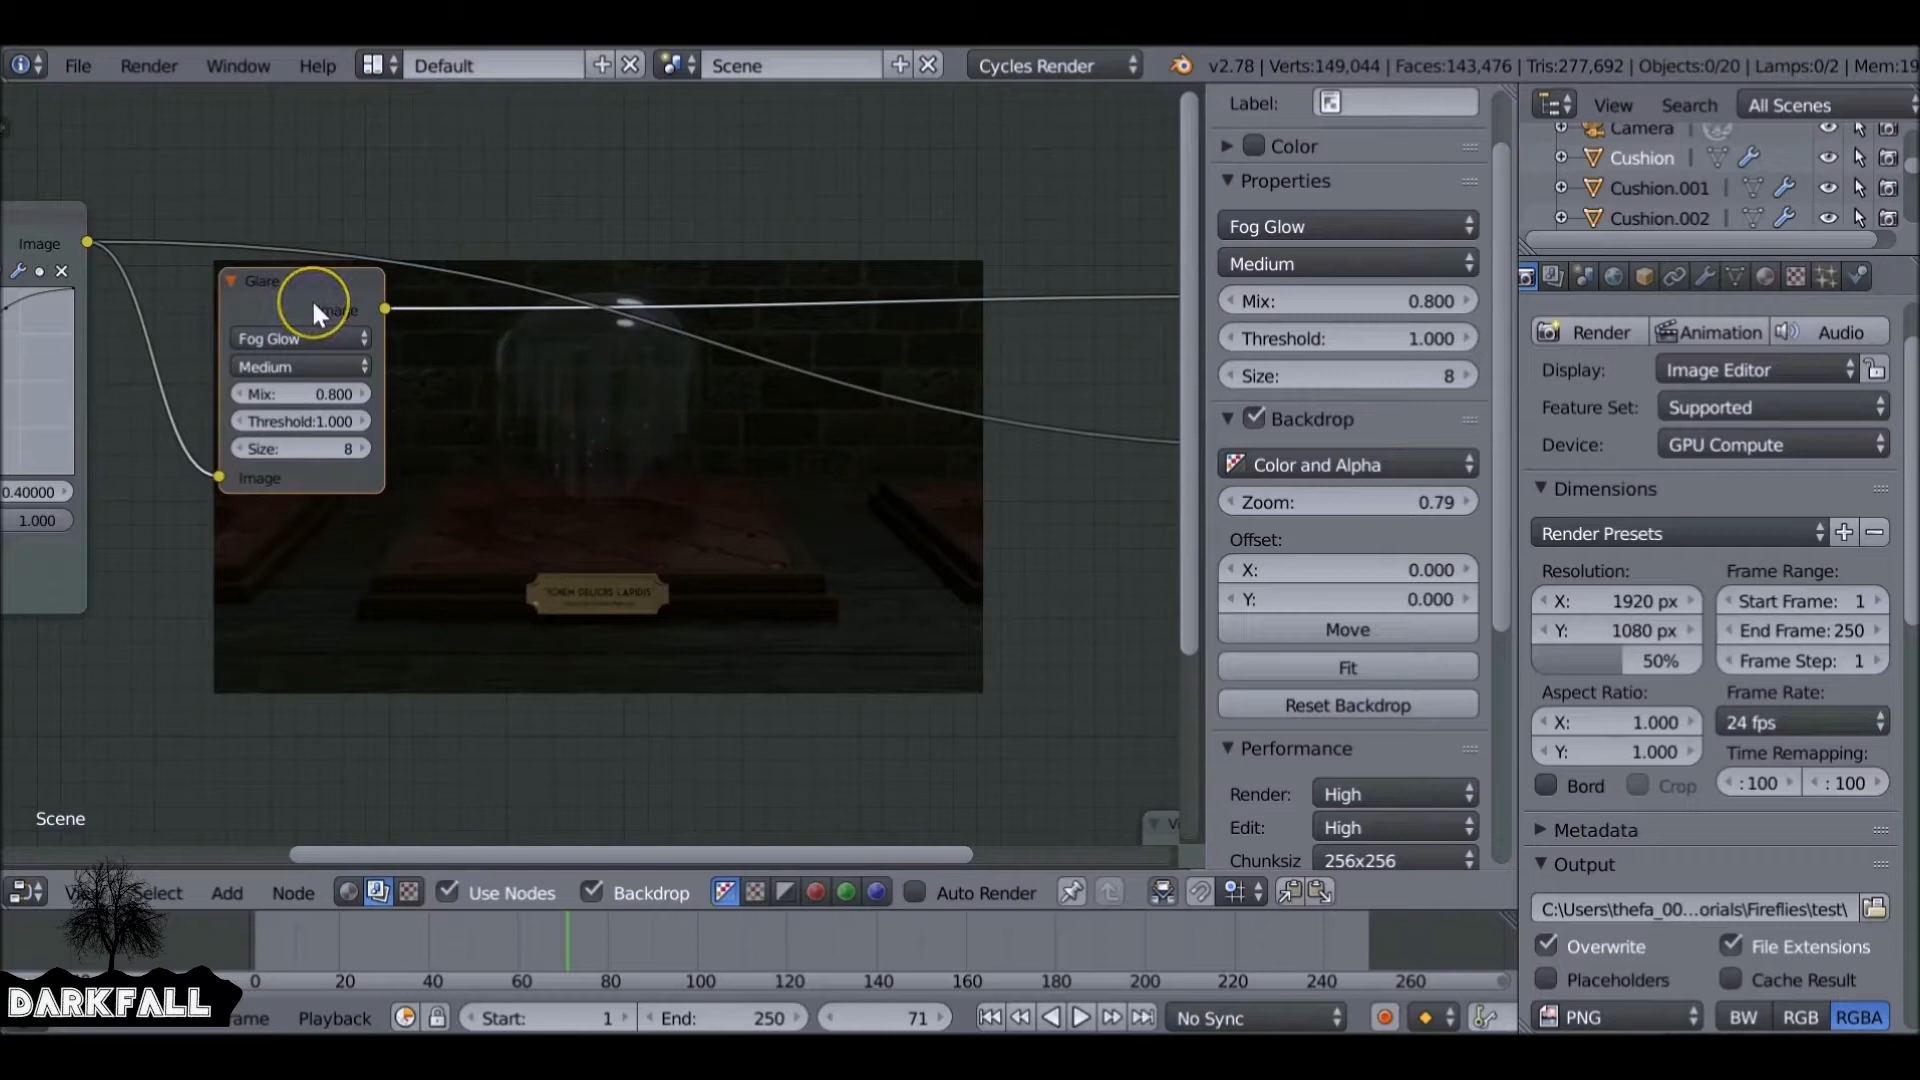 File Render Window Help Default Scene Cycles Render v2.78 | Verts:149,044 | Faces:143,476 | Tris:277,692 | Objects:0/20 | Lamps:0/2 | Mem:19
Image
0.40000
1.000
Glare
Image
Fog Glow
Medium
Mix: 0.800
Threshold:1.000
Size: 8
Image
Scene
Label:
Color
Properties
Fog Glow
Medium
Mix: 0.800
Threshold: 1.000
Size: 8
Backdrop
Color and Alpha
Zoom: 0.79
Offset:
X: 0.000
Y: 0.000
Move
Fit
Reset Backdrop
Performance
Render: High
Edit: High
Chunksiz 256x256
View Search All Scenes
Camera
Cushion
Cushion.001
Cushion.002
Render Animation Audio
Display: Image Editor
Feature Set: Supported
Device: GPU Compute
Dimensions
Render Presets
Resolution: Frame Range:
X: 1920 px Start Frame: 1
Y: 1080 px End Frame: 250
50% Frame Step: 1
Aspect Ratio: Frame Rate:
X: 1.000 24 fps
Y: 1.000 Time Remapping:
Bord Crop :100 : 100
Metadata
Output
C:\Users\thefa_00...orials\Fireflies\test\
Overwrite File Extensions
Placeholders Cache Result
PNG BW RGB RGBA
Select Add Node Use Nodes Backdrop Auto Render
0 20 40 60 80 100 120 140 160 180 200 220 240 260
Playback Start: 1 End: 250 71 No Sync
DARKFALL